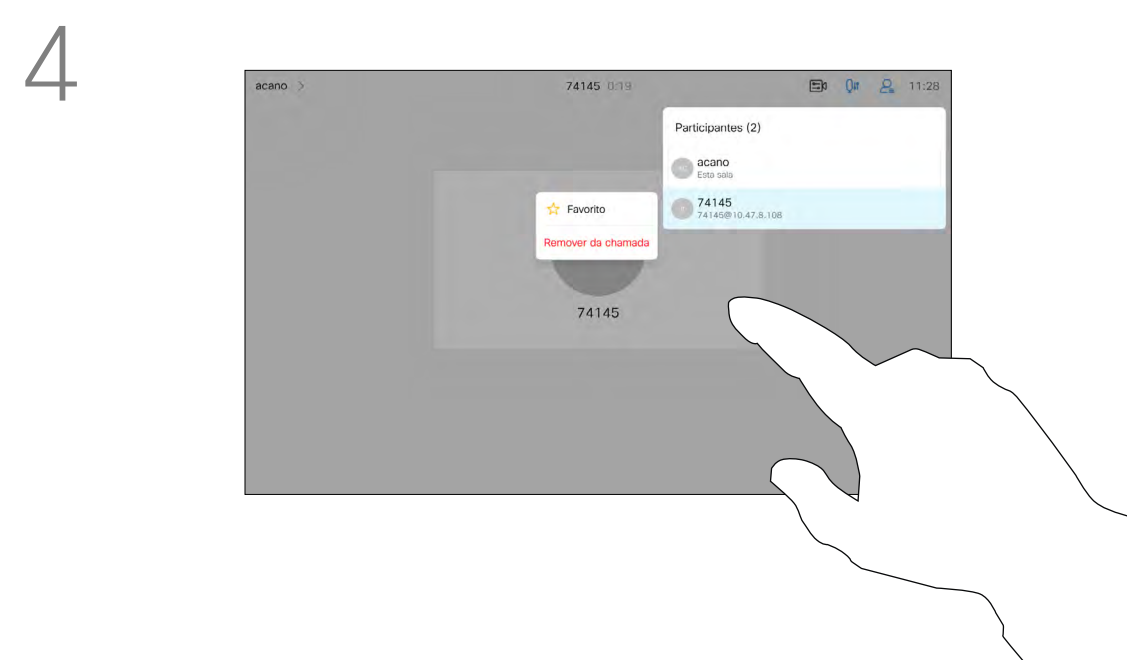 4
acano >
74145 0:19
11:28
Participantes (2)
acano
Esta sala
74145
74145@10.47.8.108
Favorito
Remover da chamada
74145